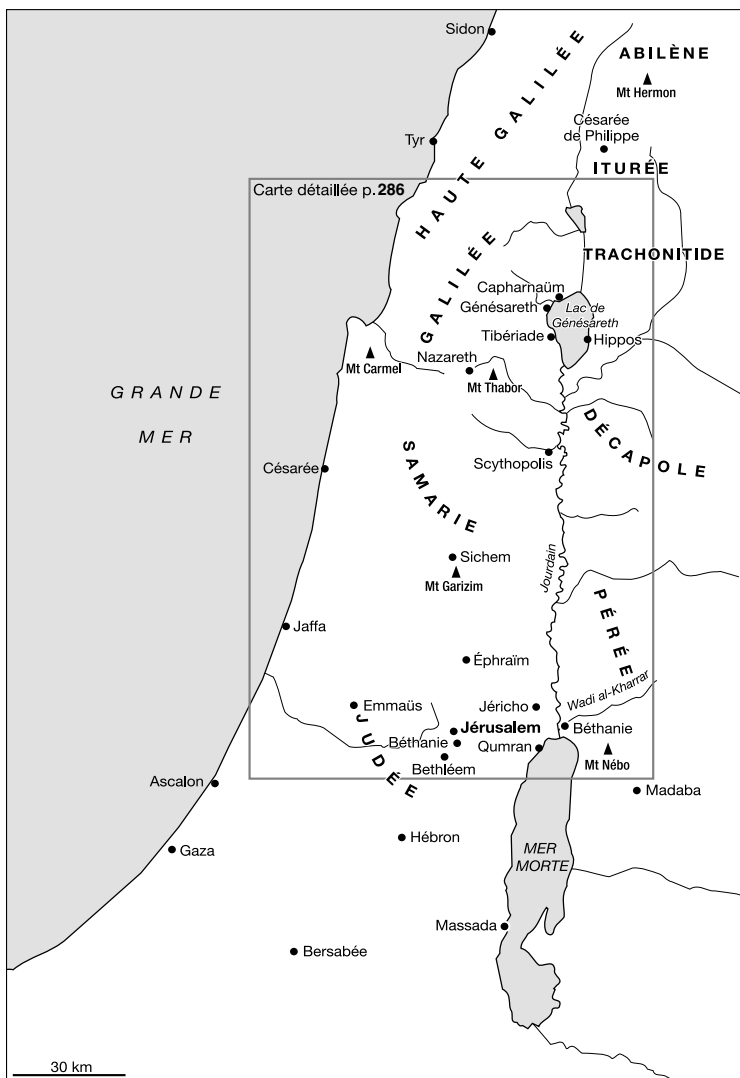 Sidon
ABILÈNE
Mt Hermon
Césarée
de Philippe
Tyr
ITURÉE
HAUTE GALILÉE
Carte détaillée p. 286
GALILÉE
TRACHONITIDE
Capharnaüm
Génésareth
Lac de
Génésareth
Tibériade
Hippos
Mt Carmel
Nazareth
Mt Thabor
GRANDE
MER
DÉCAPOLE
Césarée
SAMARIE
Scythopolis
Sichem
Mt Garizim
Jourdain
PÉRÉE
Jaffa
Éphraïm
Wadi al-Kharrar
Emmaüs
Jéricho
JUDÉE
Jérusalem
Béthanie
Béthanie
Qumran
Bethléem
Mt Nébo
Ascalon
Madaba
Hébron
Gaza
MER
MORTE
Massada
Bersabée
30 km